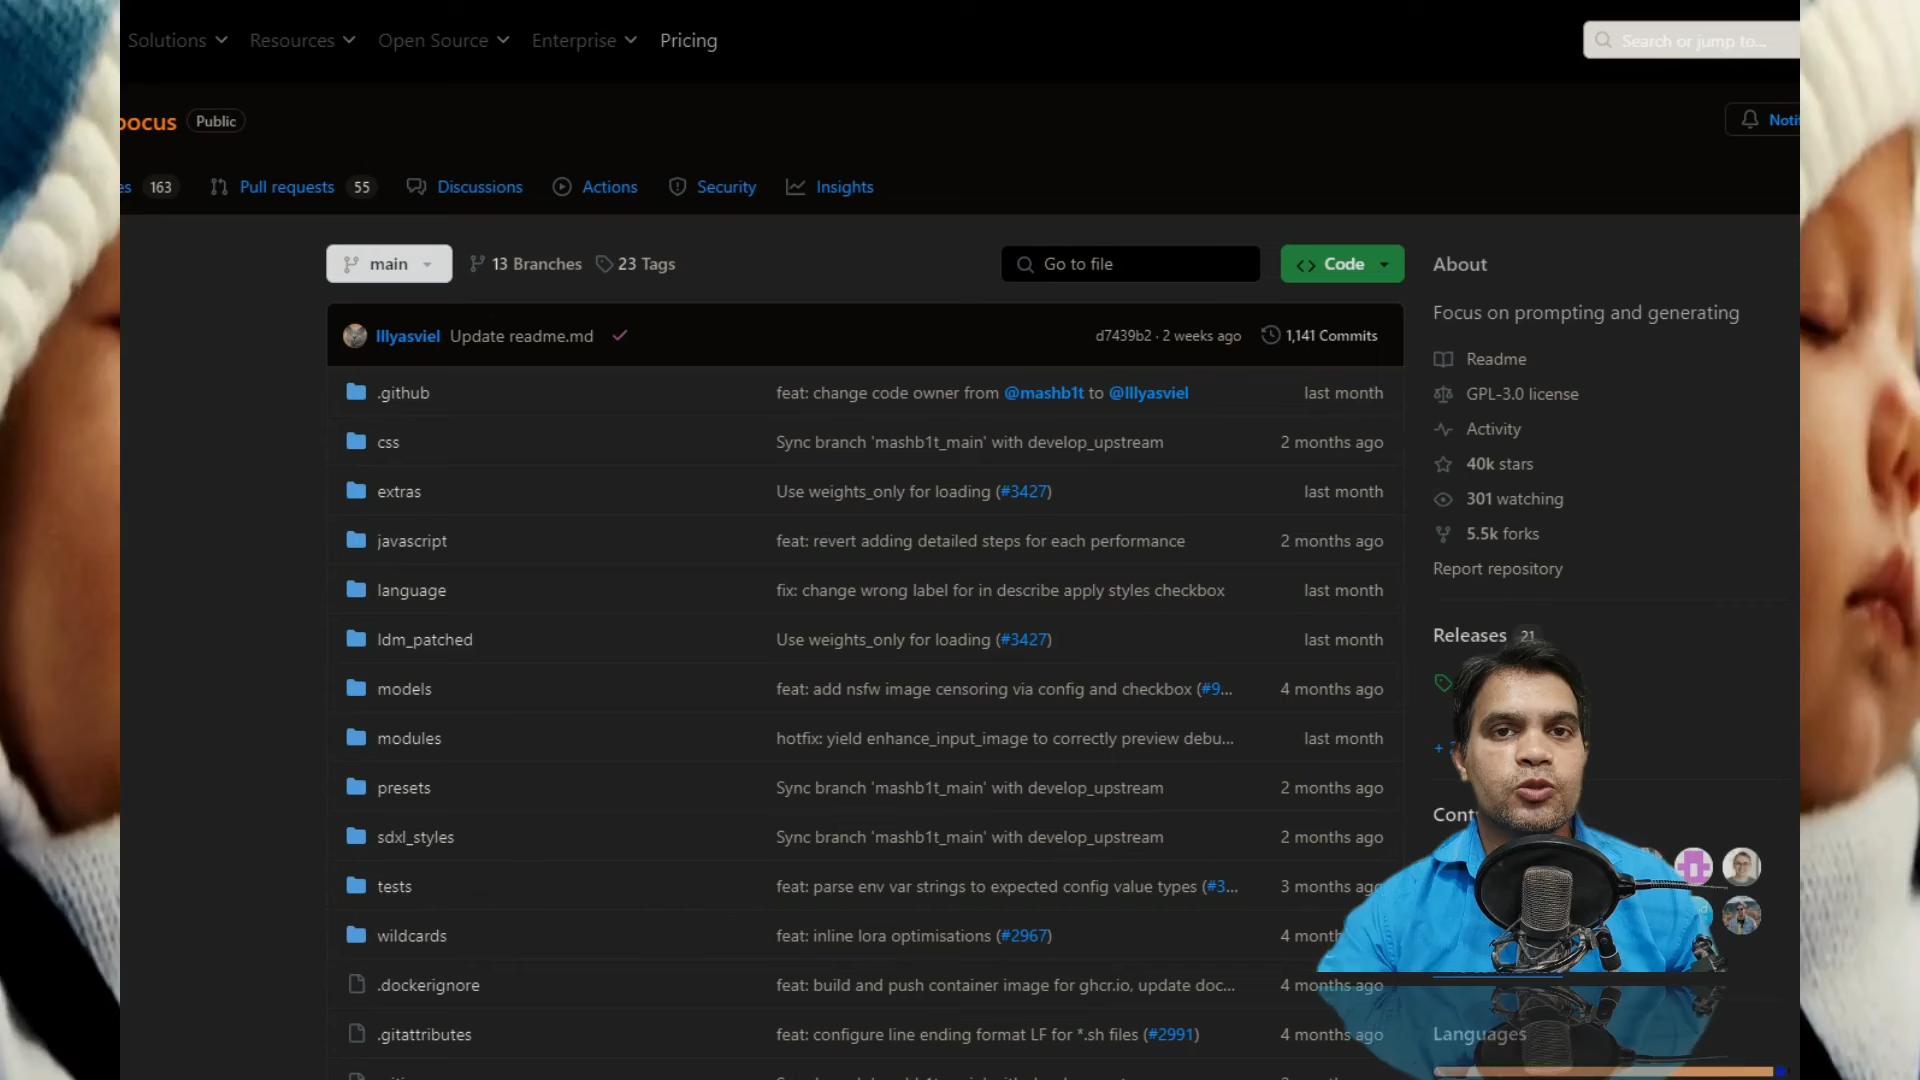 Solutions Resources Open Source Enterprise Pricing Search or jump to...
ocus Public Noti
es 163 Pull requests 55 Discussions Actions Security Insights
main 13 Branches 23 Tags Go to file Code
lllyasviel Update readme.md d7439b2 · 2 weeks ago 1,141 Commits
.github feat: change code owner from @mashb1t to @lllyasviel last month
css Sync branch 'mashb1t_main' with develop_upstream 2 months ago
extras Use weights_only for loading (#3427) last month
javascript feat: revert adding detailed steps for each performance 2 months ago
language fix: change wrong label for in describe apply styles checkbox last month
ldm_patched Use weights_only for loading (#3427) last month
models feat: add nsfw image censoring via config and checkbox (#9... 4 months ago
modules hotfix: yield enhance_input_image to correctly preview debu... last month
presets Sync branch 'mashb1t_main' with develop_upstream 2 months ago
sdxl_styles Sync branch 'mashb1t_main' with develop_upstream 2 months ago
tests feat: parse env var strings to expected config value types (#3... 3 months ago
wildcards feat: inline lora optimisations (#2967) 4 month
.dockerignore feat: build and push container image for ghcr.io, update doc... 4 months ago
.gitattributes feat: configure line ending format LF for *.sh files (#2991) 4 months ago
About
Focus on prompting and generating
Readme
GPL-3.0 license
Activity
40k stars
301 watching
5.5k forks
Report repository
Releases 21
Cont
Languages